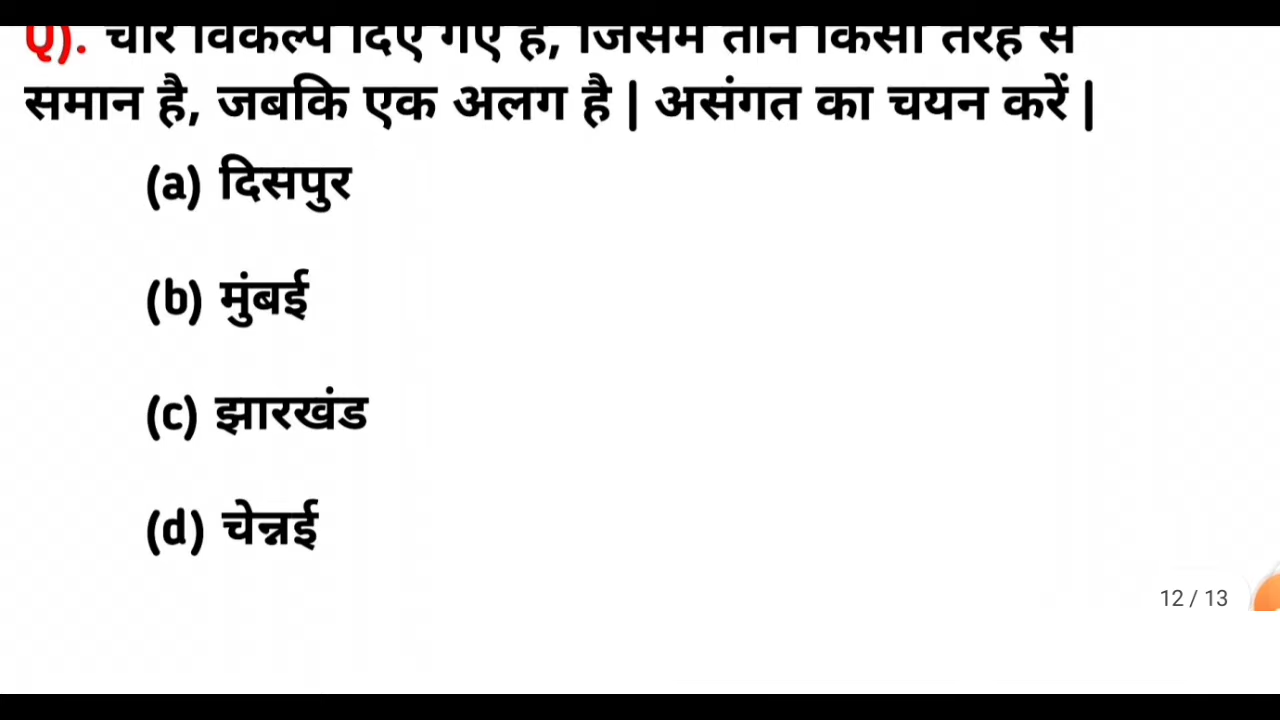 Q). चार विकल्प दिए गए है, जिसमें तीन किसी तरह से
समान है, जबकि एक अलग है | असंगत का चयन करें |
(a) दिसपुर
(b) मुंबई
(c) झारखंड
(d) चेन्नई
12 / 13